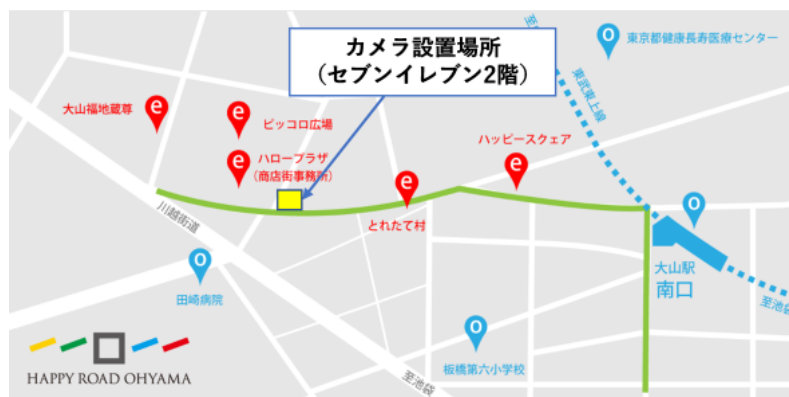 カメラ設置場所
（セブンイレブン2階）
至
東京都健康長寿医療センター
東武東上線
大山福地蔵尊
e
ピッコロ広場
e
ハロープラザ
（商店街事務所）
e
ハッピースクェア
e
とれたて村
e
川越街道
O
田崎病院
O
O
大山駅
南口
至池袋
O
板橋第六小学校
至池袋
HAPPY ROAD OHYAMA